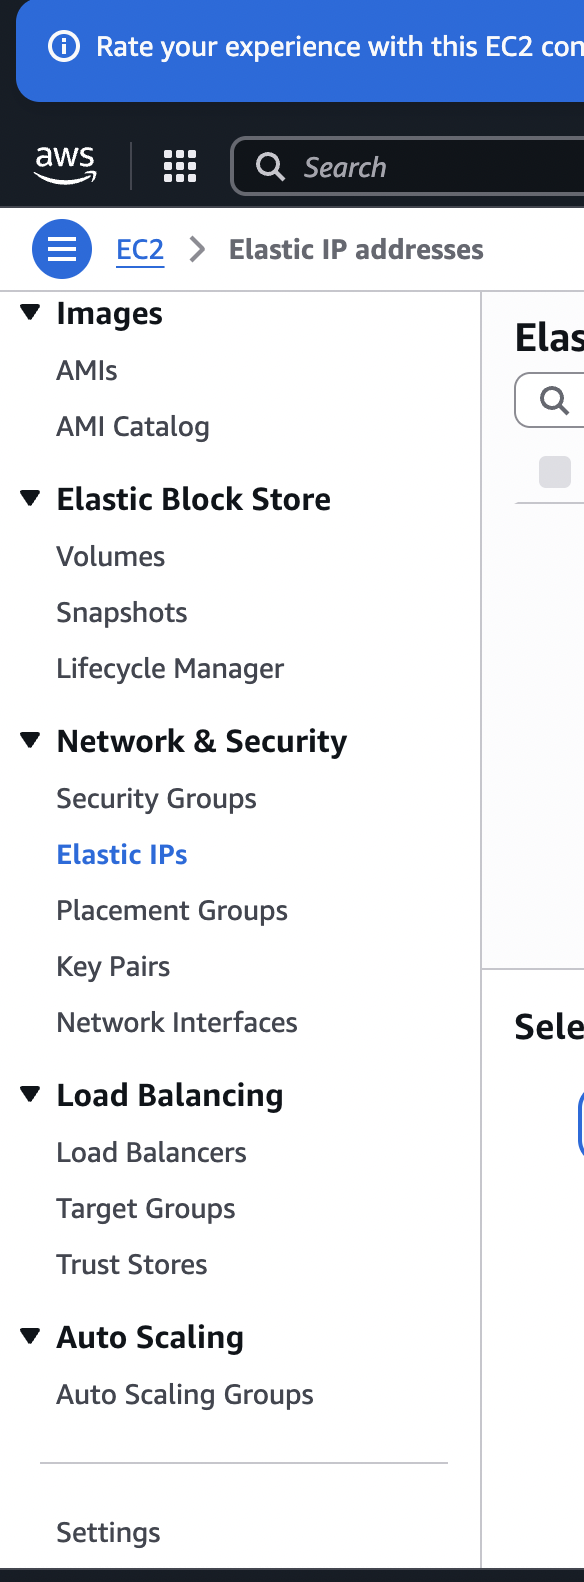 Rate your experience with this EC2 con
aws
Search
EC2 > Elastic IP addresses
Images
AMIs
AMI Catalog
Elastic Block Store
Volumes
Snapshots
Lifecycle Manager
Network & Security
Security Groups
Elastic IPs
Placement Groups
Key Pairs
Network Interfaces
Load Balancing
Load Balancers
Target Groups
Trust Stores
Auto Scaling
Auto Scaling Groups
Settings
Elas
Sele